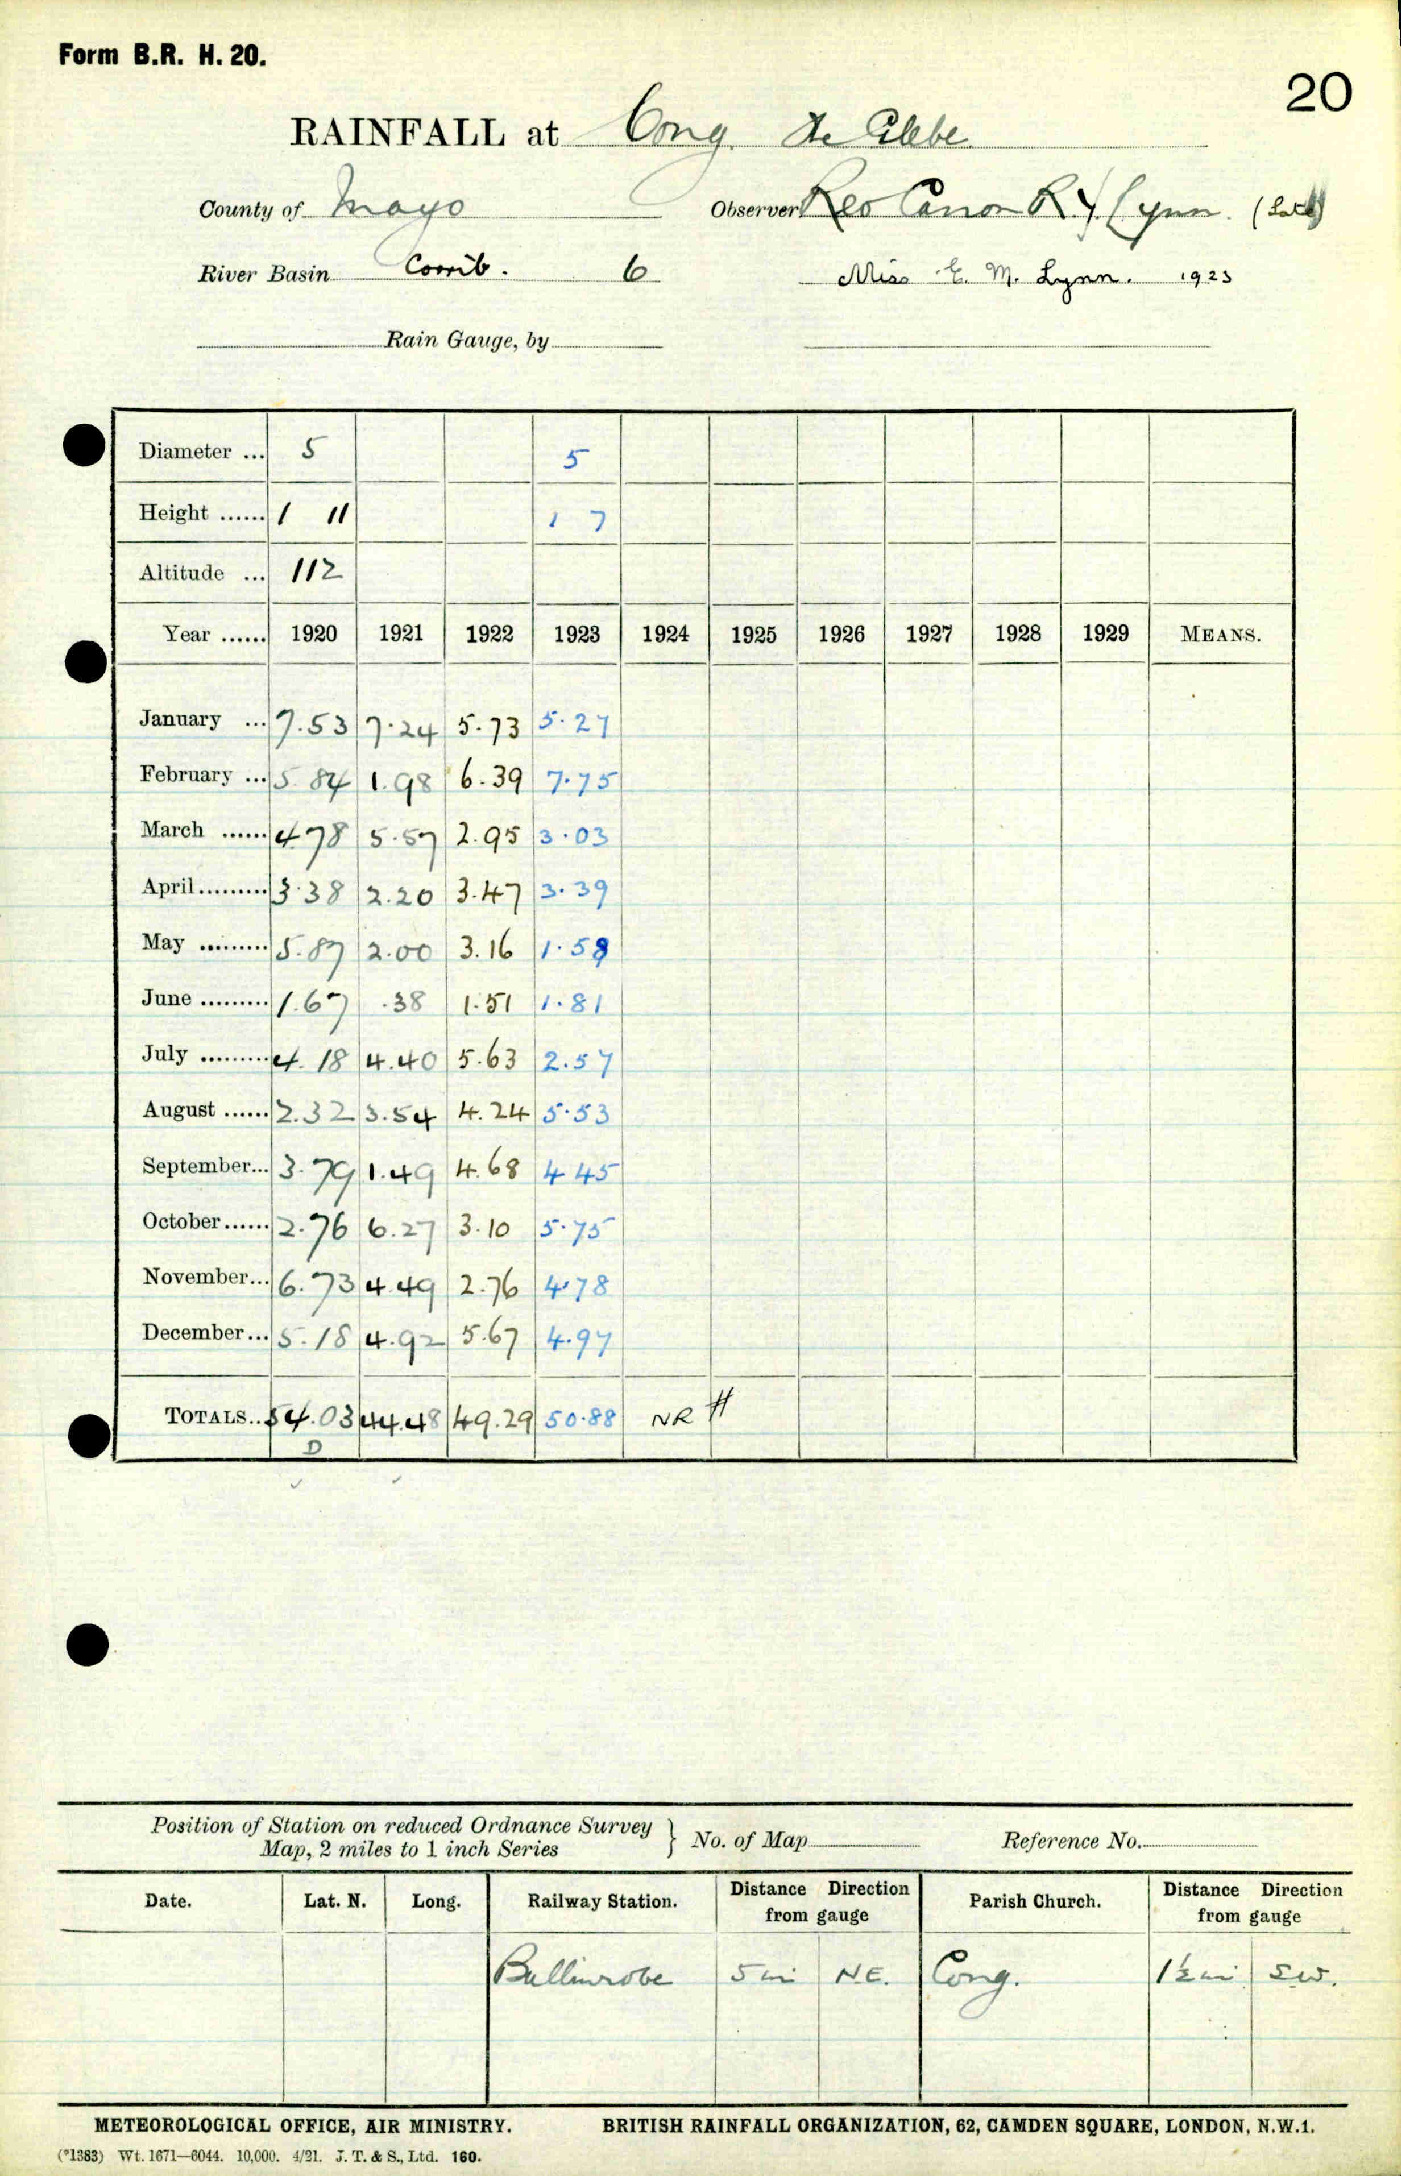 Form B.R. H. 20.
20
RAINFALL at Cong. The Glebe
County of Mayo Observer Rev Canon R. Y. Lynn. (Late)
River Basin Corrib. 6 Miss E. M. Lynn. 1923
Rain Gauge, by
Diameter ... 5 5
Height ...... 1 11 1 7
Altitude ... 112
Year ...... 1920 1921 1922 1923 1924 1925 1926 1927 1928 1929 MEANS.
January ... 7.53 7.24 5.73 5.27
February ... 5.84 1.98 6.39 7.75
March ...... 4.78 5.57 2.95 3.03
April......... 3.38 2.20 3.47 3.39
May ......... 5.87 2.00 3.16 1.58
June ......... 1.67 .38 1.51 1.81
July ......... 4.18 4.40 5.63 2.57
August ...... 2.32 3.54 4.24 5.53
September... 3.79 1.49 4.68 4.45
October...... 2.76 6.27 3.10 5.75
November... 6.73 4.49 2.76 4.78
December... 5.18 4.92 5.67 4.97
TOTALS.. 54.03 44.48 49.29 50.88 NR #
D
Position of Station on reduced Ordnance Survey
Map, 2 miles to 1 inch Series } No. of Map Reference No.
Date. Lat. N. Long. Railway Station. Distance Direction from gauge Parish Church. Distance Direction from gauge
Ballinrobe 5 mi N.E. Cong. 1½ mi S.W.
METEOROLOGICAL OFFICE, AIR MINISTRY. BRITISH RAINFALL ORGANIZATION, 62, CAMDEN SQUARE, LONDON, N.W.1.
(*1383) Wt. 1671—6044. 10,000. 4/21. J. T. & S., Ltd. 160.